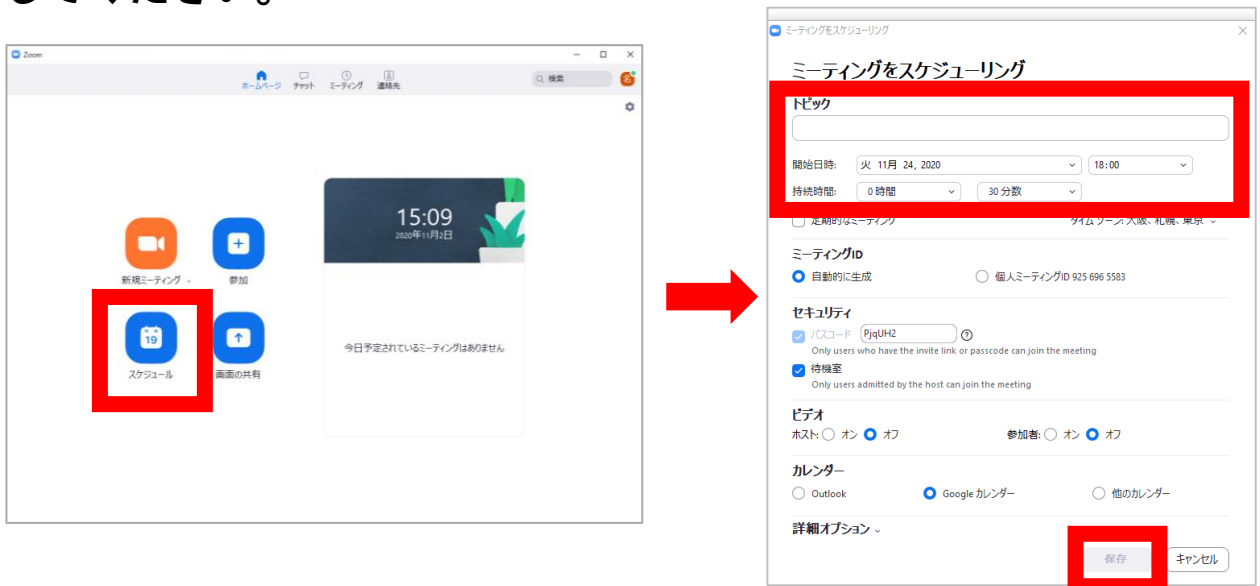 してください。
Zoom
ホームページ チャット ミーティング 連絡先
検索
15:09
2020年11月2日
新規ミーティング 参加
19
スケジュール 画面の共有
今日予定されているミーティングはありません
ミーティングをスケジューリング
ミーティングをスケジューリング
トピック
開始日時: 火 11月 24, 2020 18:00
持続時間: 0 時間 30 分数
定期的なミーティング タイム ゾーン: 大阪、札幌、東京
ミーティングID
自動的に生成 個人ミーティングID 925 696 5583
セキュリティ
パスコード PjqUH2
Only users who have the invite link or passcode can join the meeting
待機室
Only users admitted by the host can join the meeting
ビデオ
ホスト: オン オフ 参加者: オン オフ
カレンダー
Outlook Google カレンダー 他のカレンダー
詳細オプション
保存 キャンセル